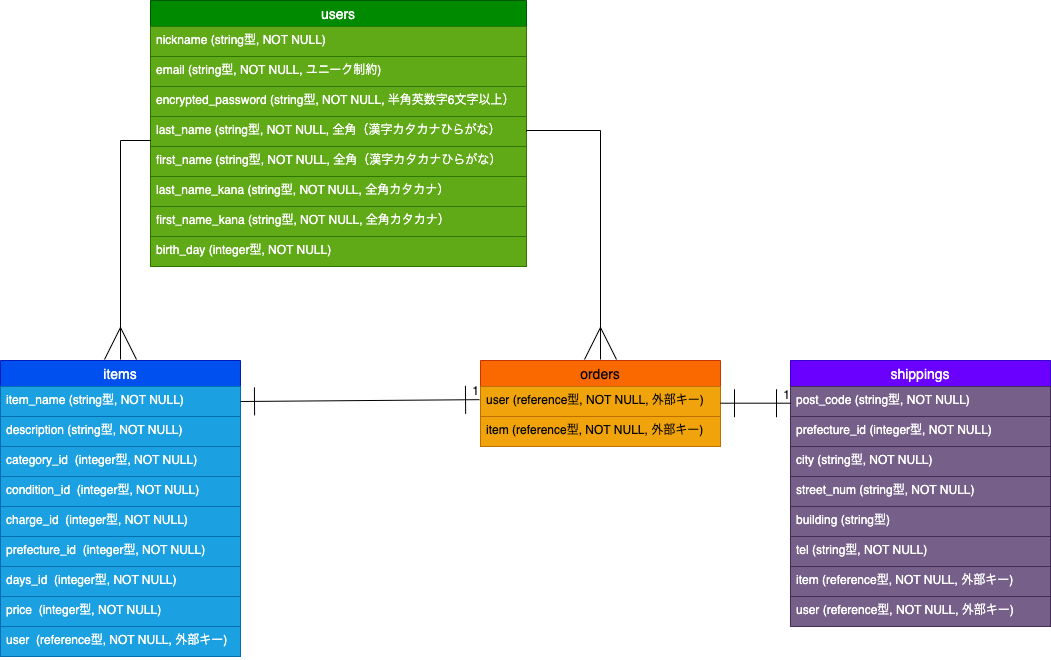 users
nickname (string型, NOT NULL)
email (string型, NOT NULL, ユニーク制約)
encrypted_password (string型, NOT NULL, 半角英数字6文字以上）
last_name (string型, NOT NULL, 全角（漢字カタカナひらがな）
first_name (string型, NOT NULL, 全角（漢字カタカナひらがな）
last_name_kana (string型, NOT NULL, 全角カタカナ）
first_name_kana (string型, NOT NULL, 全角カタカナ）
birth_day (integer型, NOT NULL)
items
item_name (string型, NOT NULL)
description (string型, NOT NULL)
category_id  (integer型, NOT NULL)
condition_id  (integer型, NOT NULL)
charge_id  (integer型, NOT NULL)
prefecture_id  (integer型, NOT NULL)
days_id  (integer型, NOT NULL)
price  (integer型, NOT NULL)
user  (reference型, NOT NULL, 外部キー)
1
orders
user (reference型, NOT NULL, 外部キー)
item (reference型, NOT NULL, 外部キー)
1
shippings
post_code (string型, NOT NULL)
prefecture_id (integer型, NOT NULL)
city (string型, NOT NULL)
street_num (string型, NOT NULL)
building (string型)
tel (string型, NOT NULL)
item (reference型, NOT NULL, 外部キー)
user (reference型, NOT NULL, 外部キー)